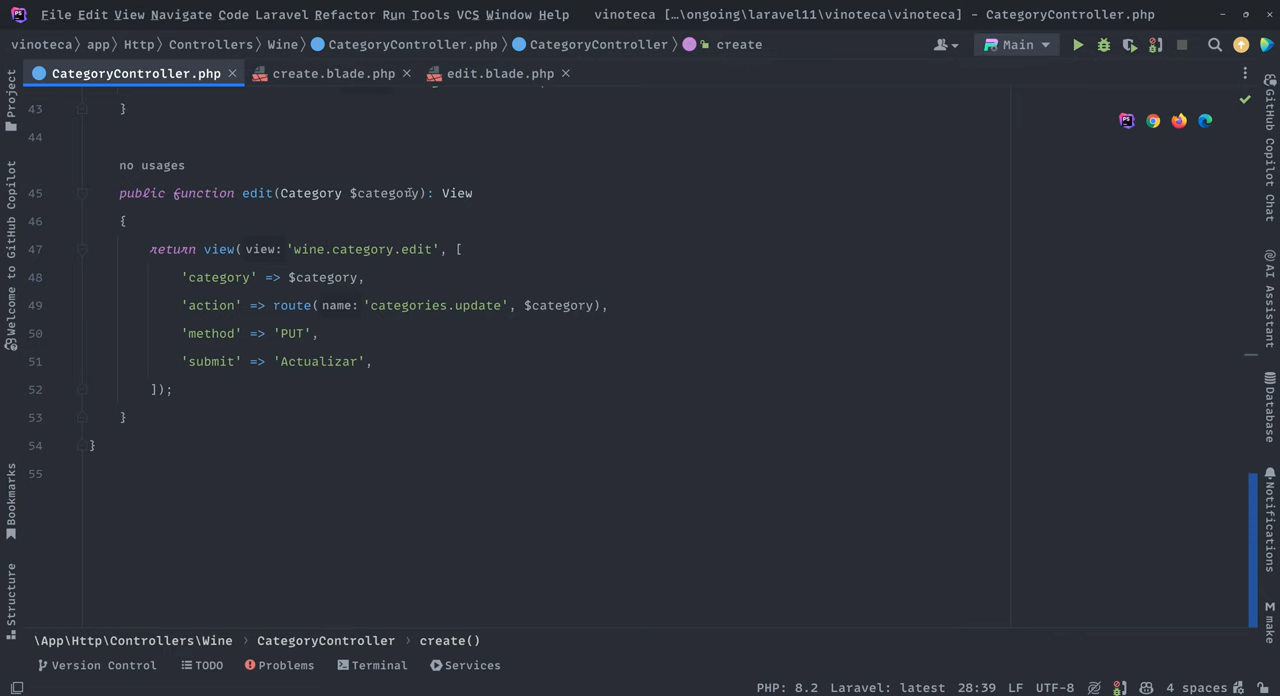 File Edit View Navigate Code Laravel Refactor Run Tools VCS Window Help vinoteca […\ongoing\laravel11\vinoteca\vinoteca] - CategoryController.php
vinoteca app Http Controllers Wine CategoryController.php CategoryController create Main
CategoryController.php create.blade.php edit.blade.php
Project
Welcome to GitHub Copilot
Bookmarks
Structure
43 }
44
no usages
45 public function edit(Category $category): View
46 {
47 return view( view: 'wine.category.edit', [
48 'category' => $category,
49 'action' => route( name: 'categories.update', $category),
50 'method' => 'PUT',
51 'submit' => 'Actualizar',
52 ]);
53 }
54 }
55
GitHub Copilot Chat
AI Assistant
Database
Notifications
make
\App\Http\Controllers\Wine › CategoryController › create()
Version Control TODO Problems Terminal Services
PHP: 8.2 Laravel: latest 28:39 LF UTF-8 4 spaces